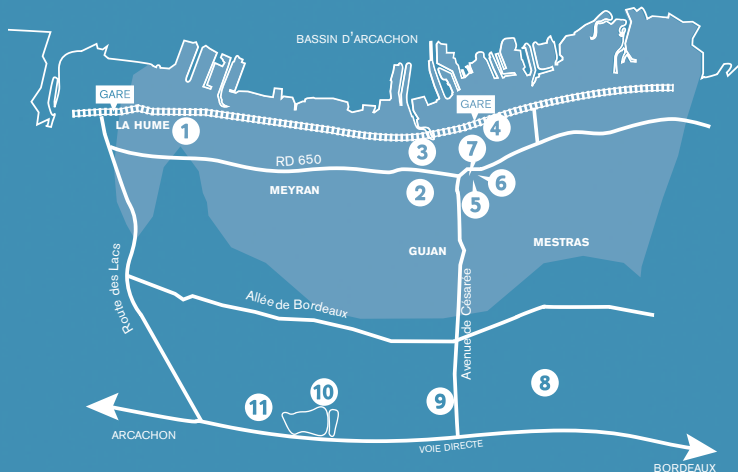 BASSIN D'ARCACHON
GARE
GARE
LA HUME
1
4
3
7
RD 650
2
6
5
MEYRAN
GUJAN
MESTRAS
Route des Lacs
Allée de Bordeaux
Avenue de Césarée
8
10
9
11
ARCACHON
VOIE DIRECTE
BORDEAUX